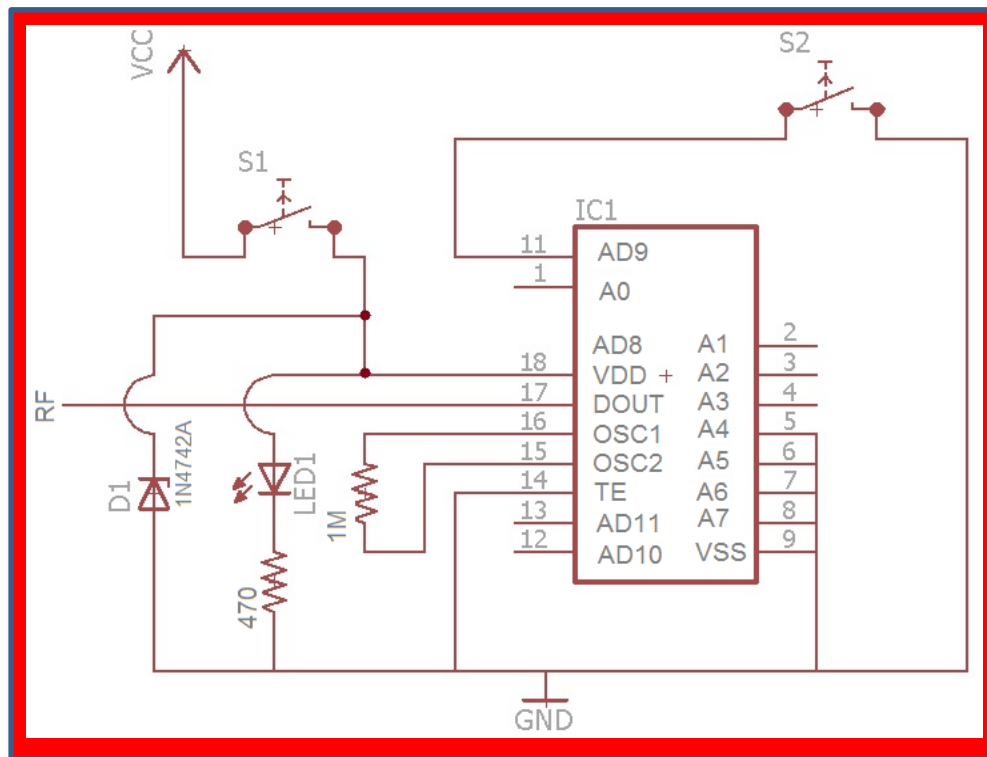 VCC
S2
S1
IC1
11
AD9
1
A0
AD8
A1
2
18
VDD
A2
3
RF
17
DOUT
A3
4
16
OSC1
A4
5
15
OSC2
A5
6
14
TE
A6
7
13
AD11
A7
8
12
AD10
VSS
9
D1
1N4742A
LED1
1M
470
GND